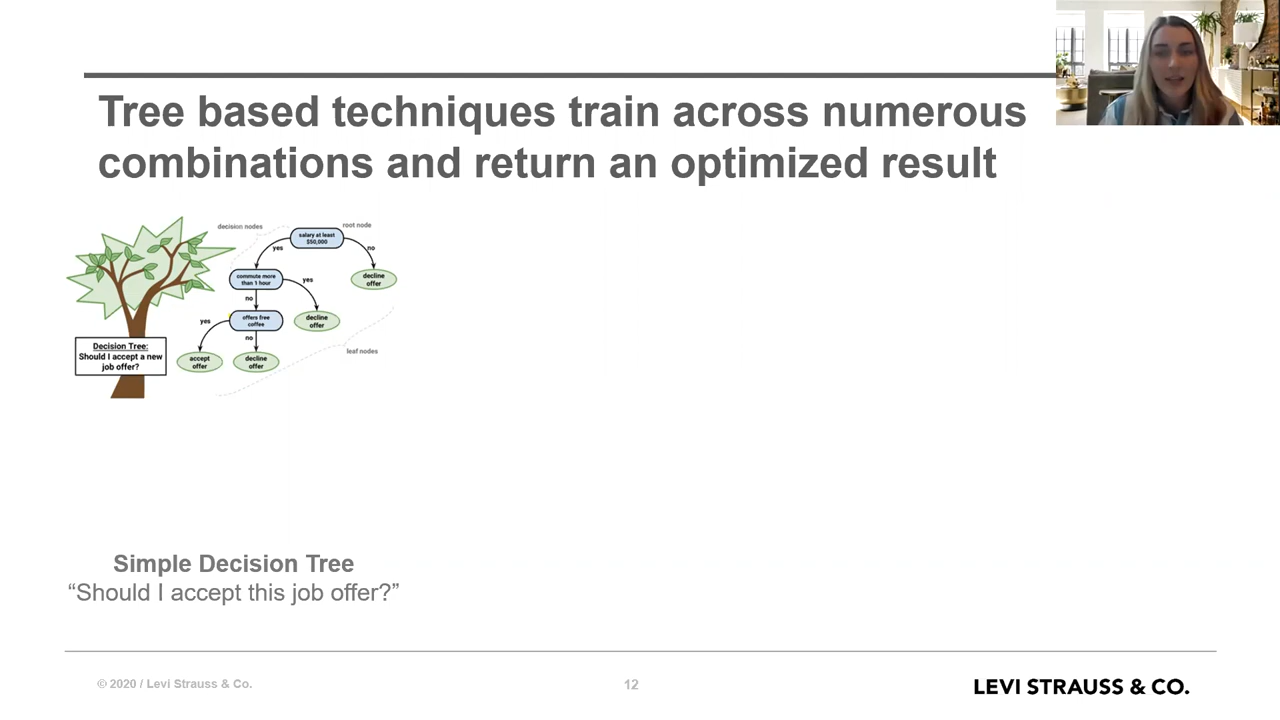 Tree based techniques train across numerous
combinations and return an optimized result
decision nodes
root node
salary at least
$50,000
yes
no
commute more
than 1 hour
decline
offer
yes
no
offers free
coffee
decline
offer
yes
no
Decision Tree:
Should I accept a new
job offer?
accept
offer
decline
offer
leaf nodes
Simple Decision Tree
“Should I accept this job offer?”
© 2020 / Levi Strauss & Co.
12
LEVI STRAUSS & CO.